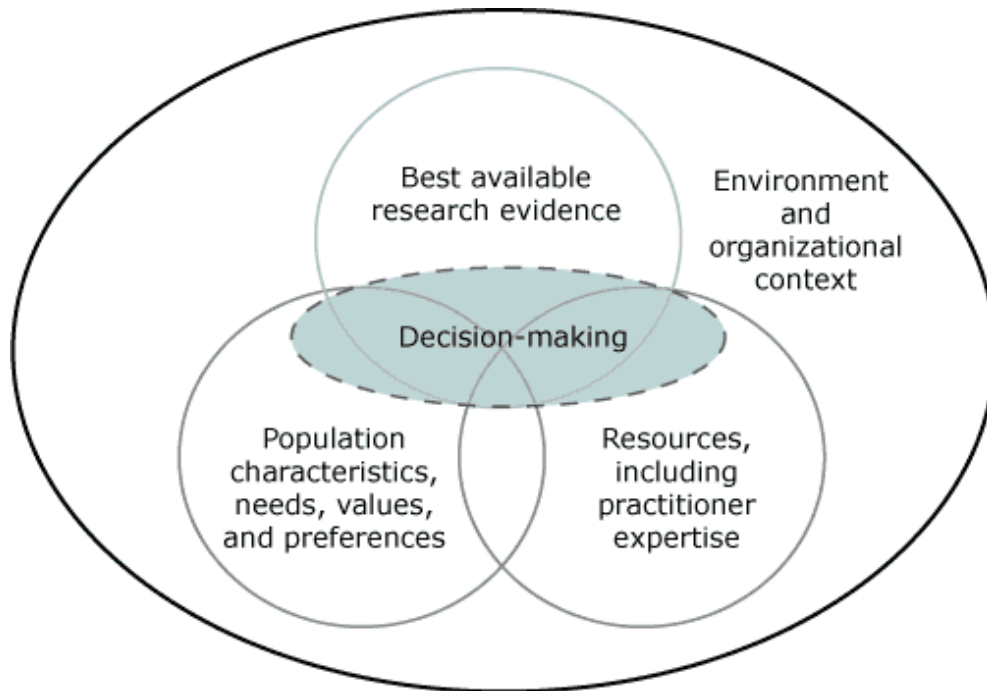 Best available
research evidence
Environment
and
organizational
context
Decision-making
Population
characteristics,
needs, values,
and preferences
Resources,
including
practitioner
expertise